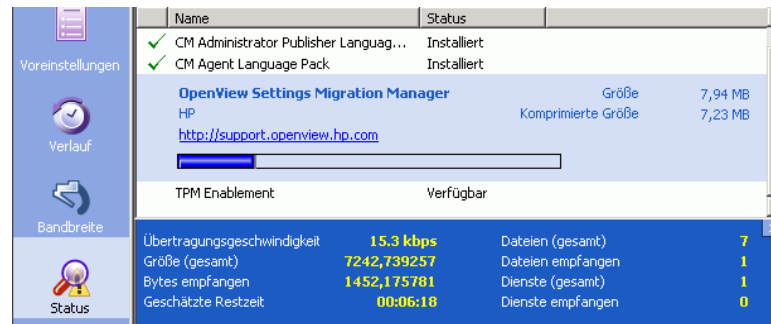 Name Status
CM Administrator Publisher Languag... Installiert
Voreinstellungen
CM Agent Language Pack Installiert
OpenView Settings Migration Manager Größe 7,94 MB
HP Komprimierte Größe 7,23 MB
http://support.openview.hp.com
Verlauf
TPM Enablement Verfügbar
Bandbreite
Übertragungsgeschwindigkeit 15.3 kbps Dateien (gesamt) 7
Größe (gesamt) 7242,739257 Dateien empfangen 1
Bytes empfangen 1452,175781 Dienste (gesamt) 1
Geschätzte Restzeit 00:06:18 Dienste empfangen 0
Status